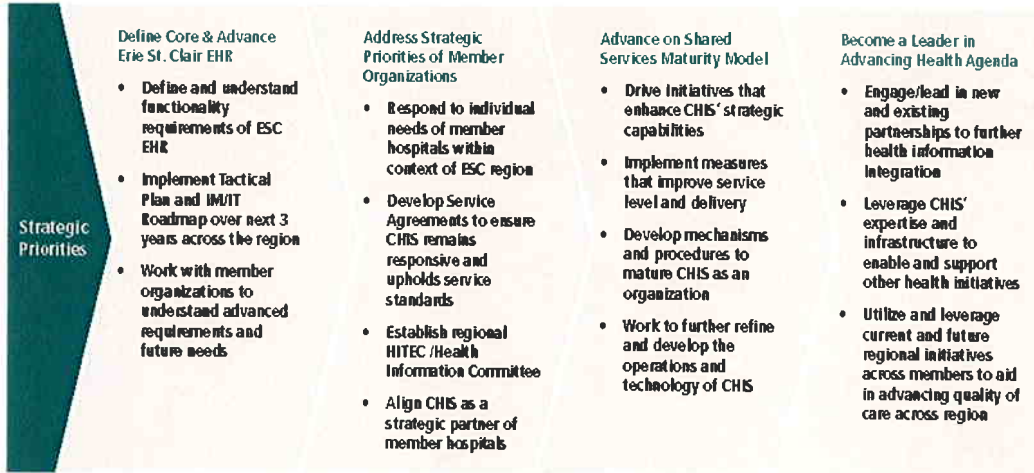 Strategic
Priorities
Define Core & Advance
Erie St. Clair EHR
• Define and understand
functionality
requirements of ESC
EHR
• Implement Tactical
Plan and IM/IT
Roadmap over next 3
years across the region
• Work with member
organizations to
understand advanced
requirements and
future needs
Address Strategic
Priorities of Member
Organizations
• Respond to individual
needs of member
hospitals within
context of ESC region
• Develop Service
Agreements to ensure
CHIS remains
responsive and
upholds service
standards
• Establish regional
HITEC /Health
Information Committee
• Align CHIS as a
strategic partner of
member hospitals
Advance on Shared
Services Maturity Model
• Drive Initiatives that
enhance CHIS' strategic
capabilities
• Implement measures
that improve service
level and delivery
• Develop mechanisms
and procedures to
mature CHIS as an
organization
• Work to further refine
and develop the
operations and
technology of CHIS
Become a Leader in
Advancing Health Agenda
• Engage/lead in new
and existing
partnerships to further
health information
Integration
• Leverage CHIS'
expertise and
infrastructure to
enable and support
other health initiatives
• Utilize and leverage
current and future
regional initiatives
across members to aid
in advancing quality of
care across region